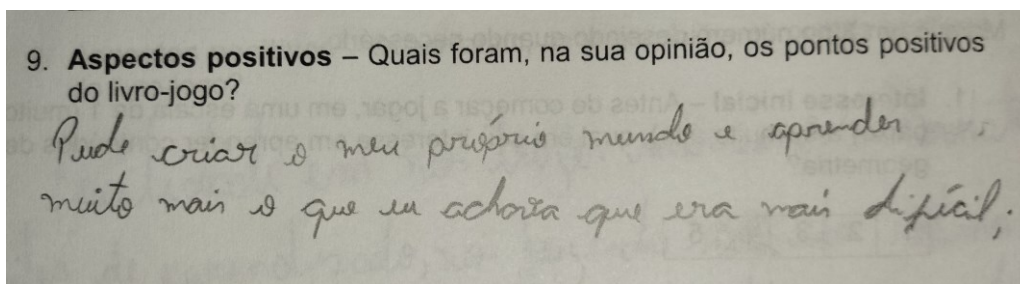 9. Aspectos positivos – Quais foram, na sua opinião, os pontos positivos
do livro-jogo?
Pude criar o meu próprio mundo e aprender
muito mais o que eu achava que era mais difícil;